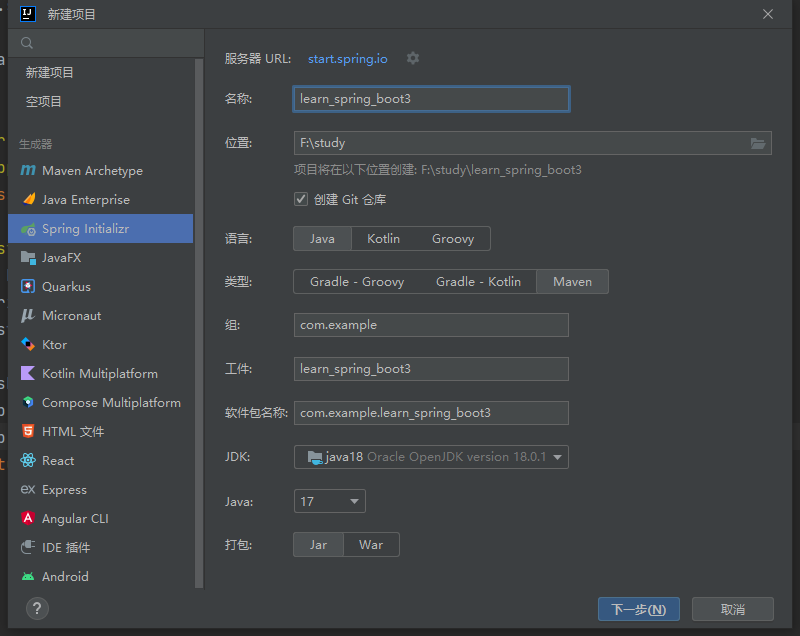 新建项目
新建项目
空项目
生成器
Maven Archetype
Java Enterprise
Spring Initializr
JavaFX
Quarkus
Micronaut
Ktor
Kotlin Multiplatform
Compose Multiplatform
HTML 文件
React
Express
Angular CLI
IDE 插件
Android
服务器 URL: start.spring.io
名称: learn_spring_boot3
位置: F:\study
项目将在以下位置创建: F:\study\learn_spring_boot3
创建 Git 仓库
语言: Java Kotlin Groovy
类型: Gradle - Groovy Gradle - Kotlin Maven
组: com.example
工件: learn_spring_boot3
软件包名称: com.example.learn_spring_boot3
JDK: java18 Oracle OpenJDK version 18.0.1
Java: 17
打包: Jar War
? 下一步(N) 取消